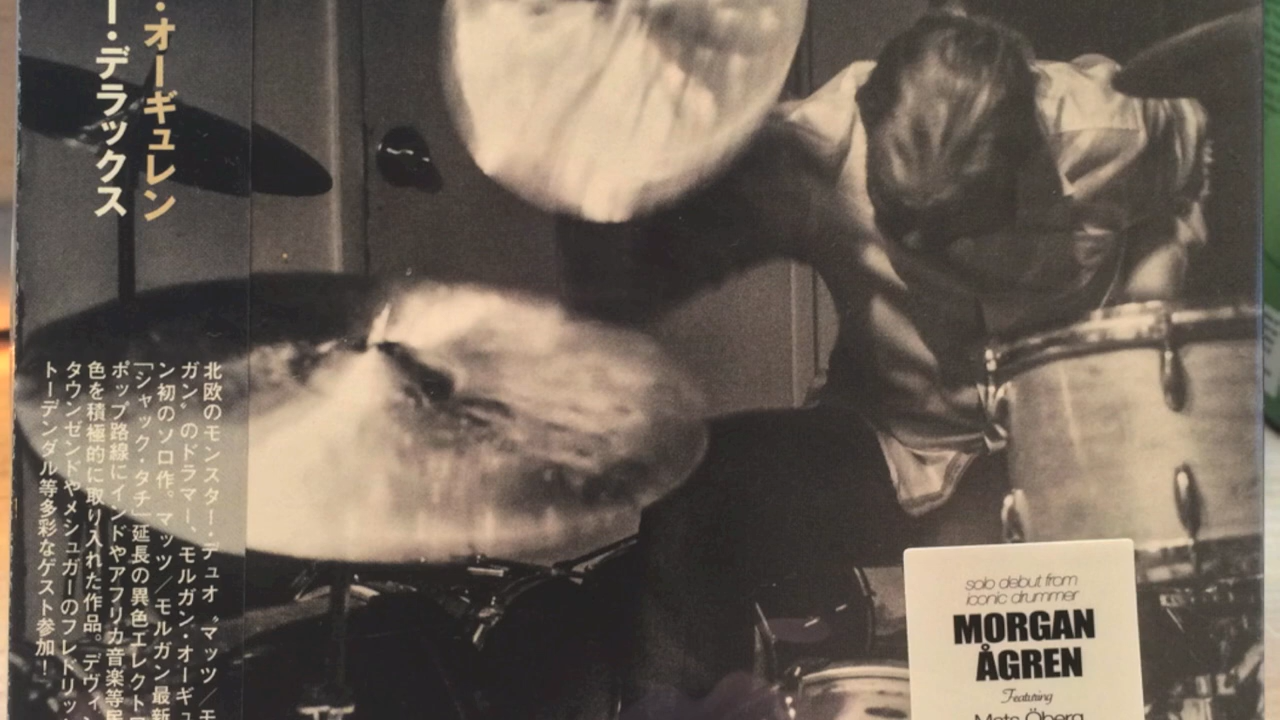 ・オーギュレン
ー・デラックス
北欧のモンスター・デュオ〝マッツ／モ
ガン〟のドラマー、モルガン・オーギュ
ン初のソロ作。マッツ／モルガン最新
「シャック・タチ」延長の異色エレクト
ポップ路線にインドやアフリカ音楽等民
色を積極的に取り入れた作品。デヴィン
タウンゼンドやメシュガーのフレドリッ
トーデンダル等多彩なゲスト参加！
solo debut from
iconic drummer
MORGAN
ÅGREN
Featuring
Mats Öberg